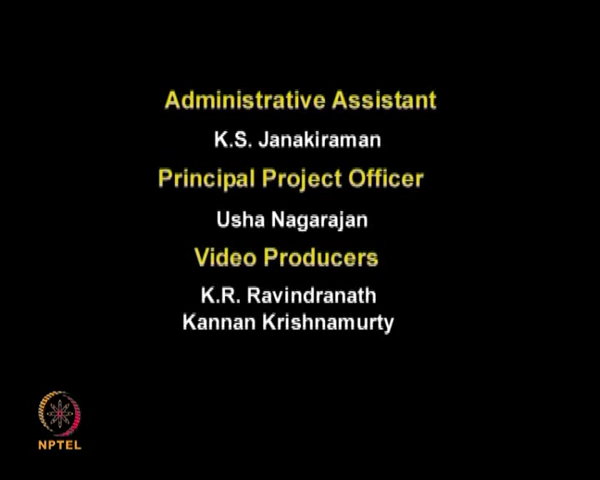 Administrative Assistant
K.S. Janakiraman
Principal Project Officer
Usha Nagarajan
Video Producers
K.R. Ravindranath
Kannan Krishnamurty
NPTEL